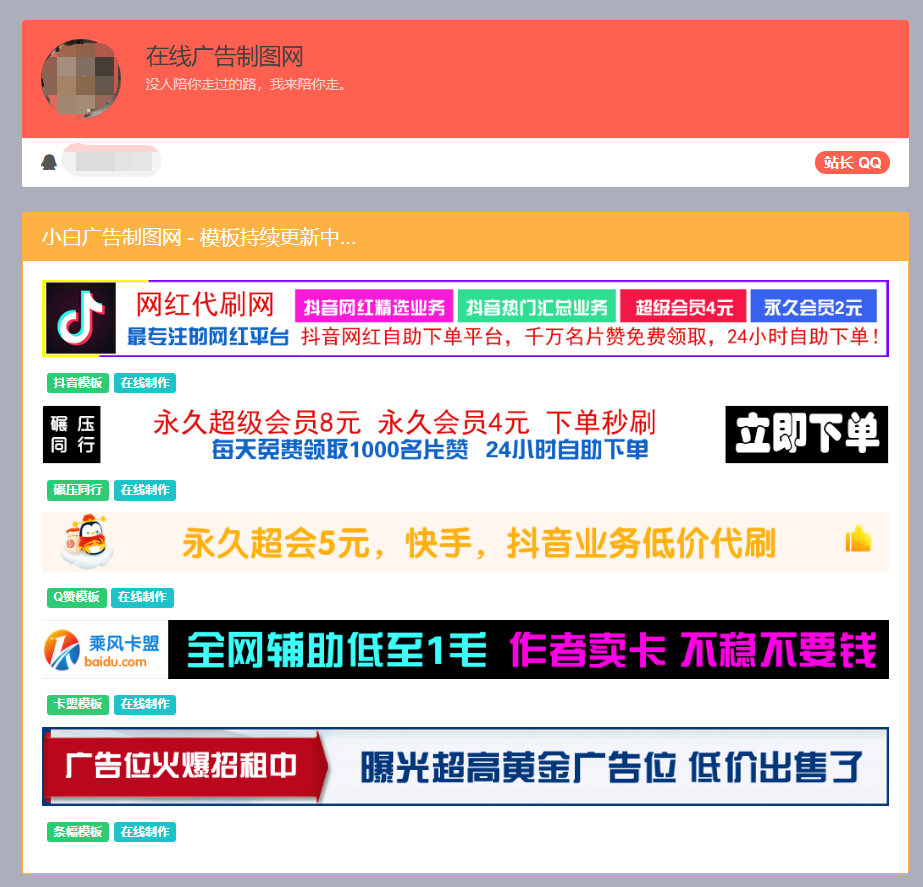 在线广告制图网
没人陪你走过的路，我来陪你走。
站长 QQ
小白广告制图网 - 模板持续更新中...
网红代刷网 抖音网红精选业务 抖音热门汇总业务 超级会员4元 永久会员2元
最专注的网红平台 抖音网红自助下单平台，千万名片赞免费领取，24小时自助下单！
抖音模板 在线制作
碾压 永久超级会员8元 永久会员4元 下单秒刷 立即下单
同行 每天免费领取1000名片赞 24小时自助下单
碾压同行 在线制作
永久超会5元，快手，抖音业务低价代刷
Q赞模板 在线制作
乘风卡盟 全网辅助低至1毛 作者卖卡 不稳不要钱
baidu.com
卡盟模板 在线制作
广告位火爆招租中 曝光超高黄金广告位 低价出售了
条幅模板 在线制作